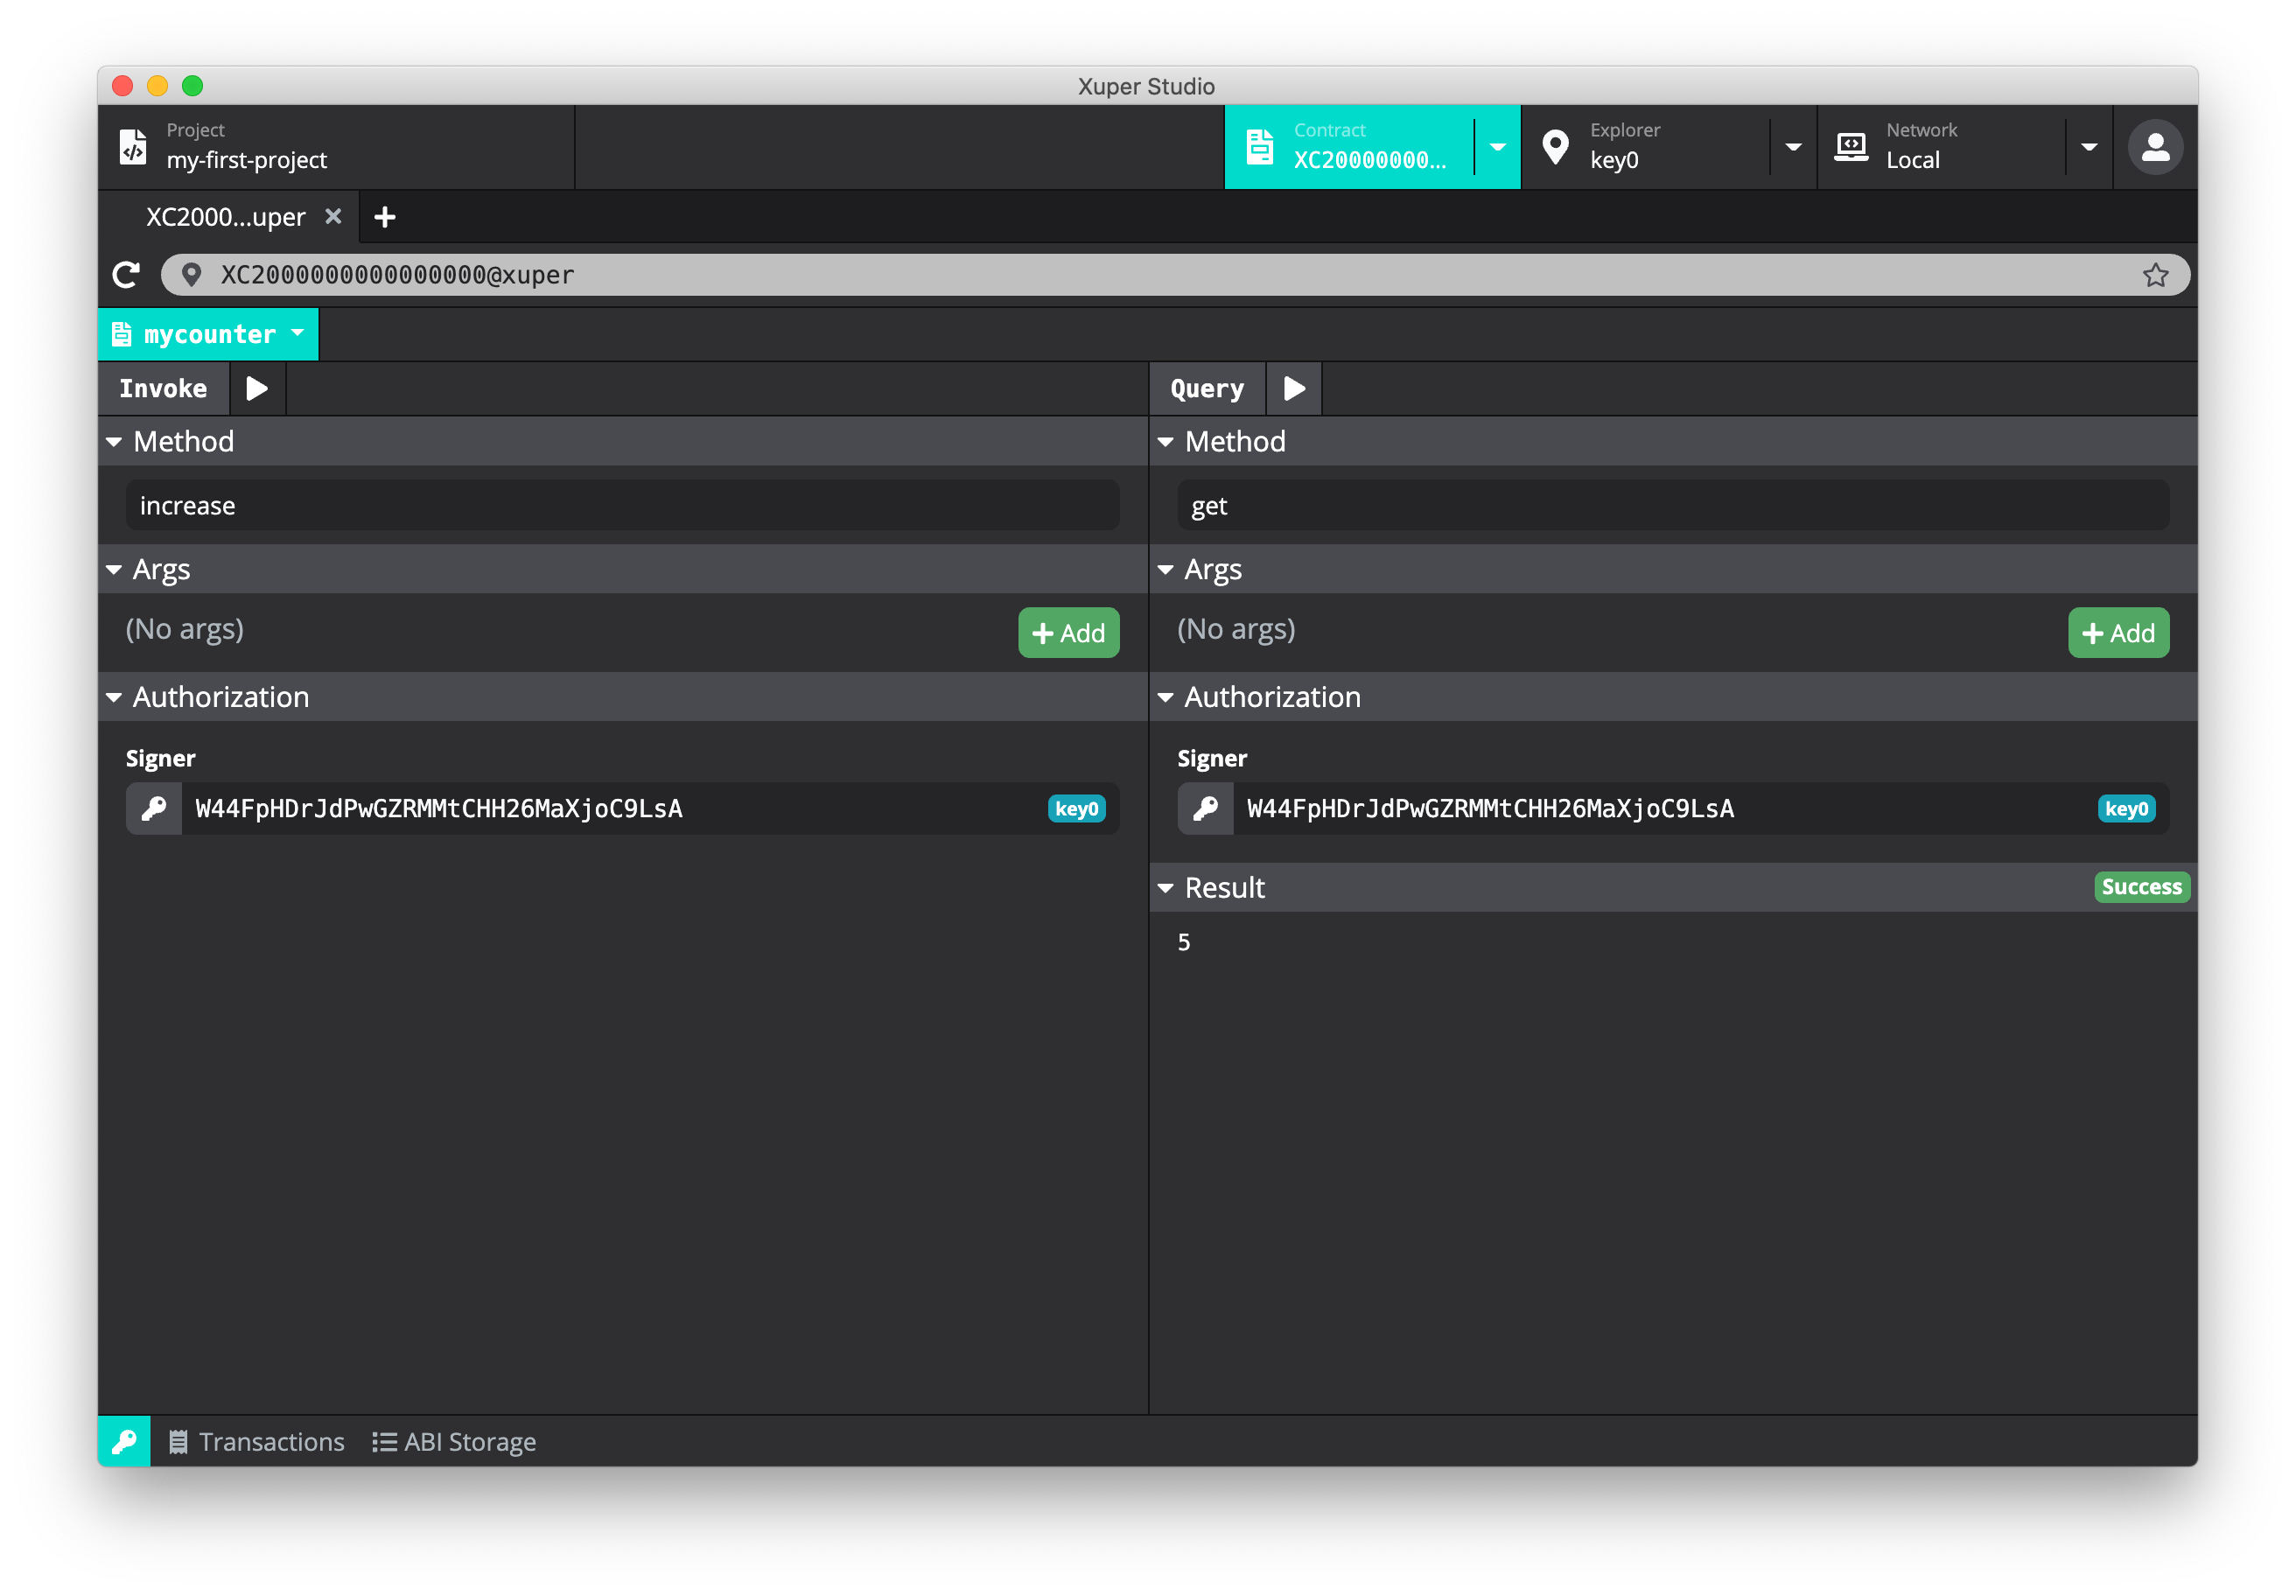 Xuper Studio
Project
my-first-project
Contract
XC20000000...
Explorer
key0
Network
Local
XC2000...uper
XC2000000000000000@xuper
mycounter
Invoke
Method
increase
Args
(No args)
Add
Authorization
Signer
W44FpHDrJdPwGZRMMtCHH26MaXjoC9LsA
key0
Query
Method
get
Args
(No args)
Add
Authorization
Signer
W44FpHDrJdPwGZRMMtCHH26MaXjoC9LsA
key0
Result
Success
5
Transactions
ABI Storage